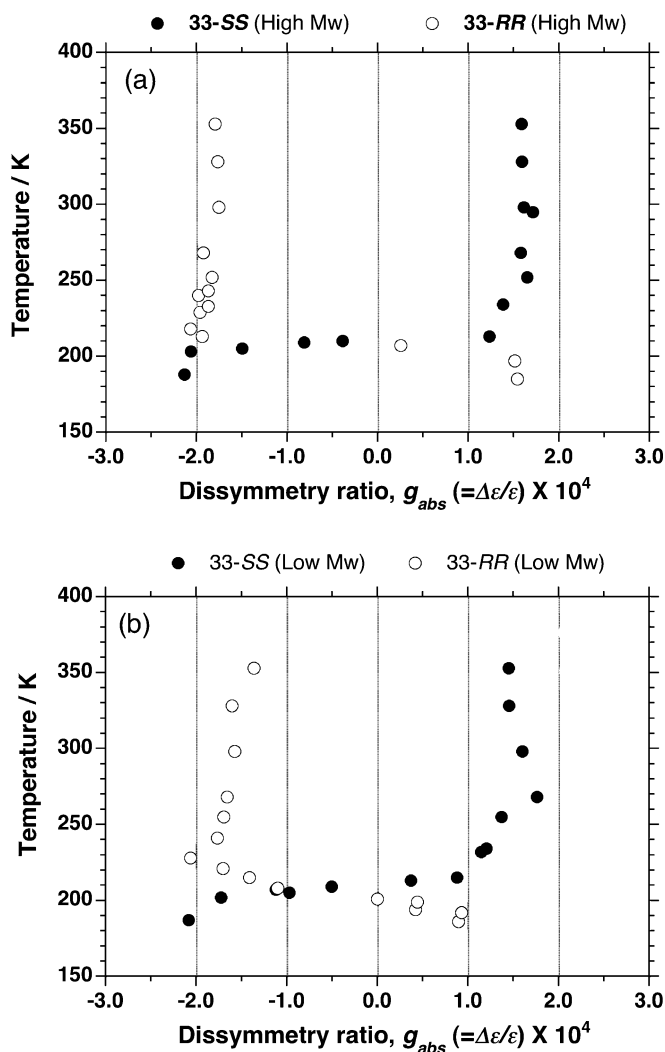 ● 33-SS (High Mw) ○ 33-RR (High Mw)
(a)
400
350
300
250
200
150
Temperature / K
-3.0 -2.0 -1.0 0.0 1.0 2.0 3.0
Dissymmetry ratio, gabs (=Δε/ε) X 10⁴
● 33-SS (Low Mw) ○ 33-RR (Low Mw)
(b)
400
350
300
250
200
150
Temperature / K
-3.0 -2.0 -1.0 0.0 1.0 2.0 3.0
Dissymmetry ratio, gabs (=Δε/ε) X 10⁴